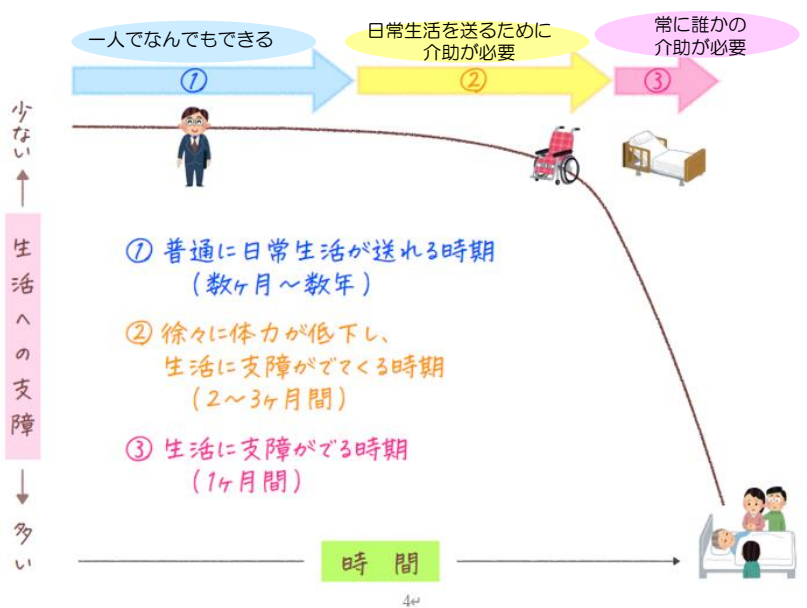 一人でなんでもできる
日常生活を送るために
介助が必要
常に誰かの
介助が必要
①
②
③
少ない
生活への支障
多い
① 普通に日常生活が送れる時期
(数ヶ月～数年)
② 徐々に体力が低下し、
生活に支障がでてくる時期
(2～3ヶ月間)
③ 生活に支障がでる時期
(1ヶ月間)
時間
4↵